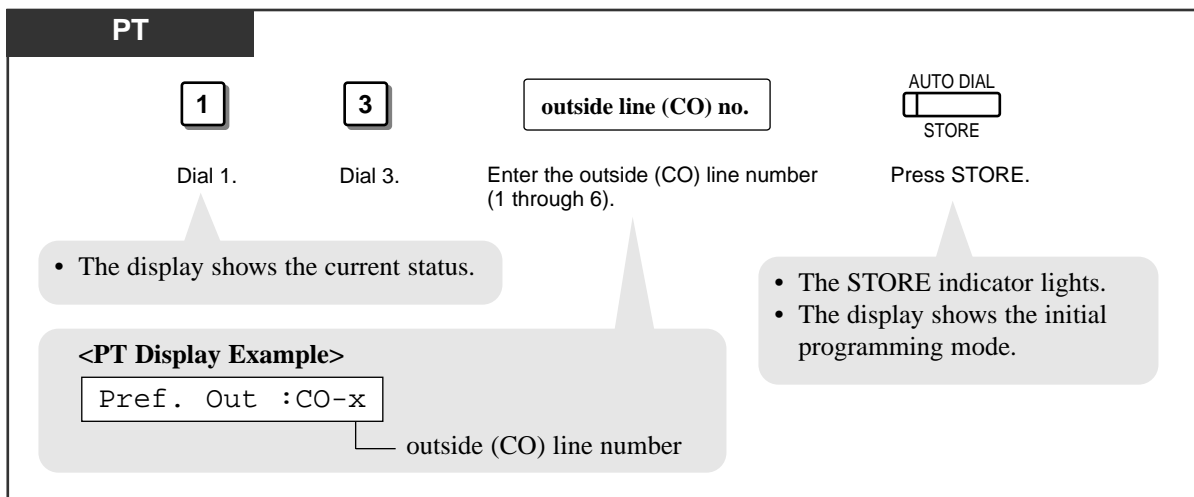 PT
1
3
outside line (CO) no.
AUTO DIAL
STORE
Dial 1.
Dial 3.
Enter the outside (CO) line number
(1 through 6).
Press STORE.
• The display shows the current status.
• The STORE indicator lights.
• The display shows the initial
programming mode.
<PT Display Example>
Pref. Out :CO-x
outside (CO) line number